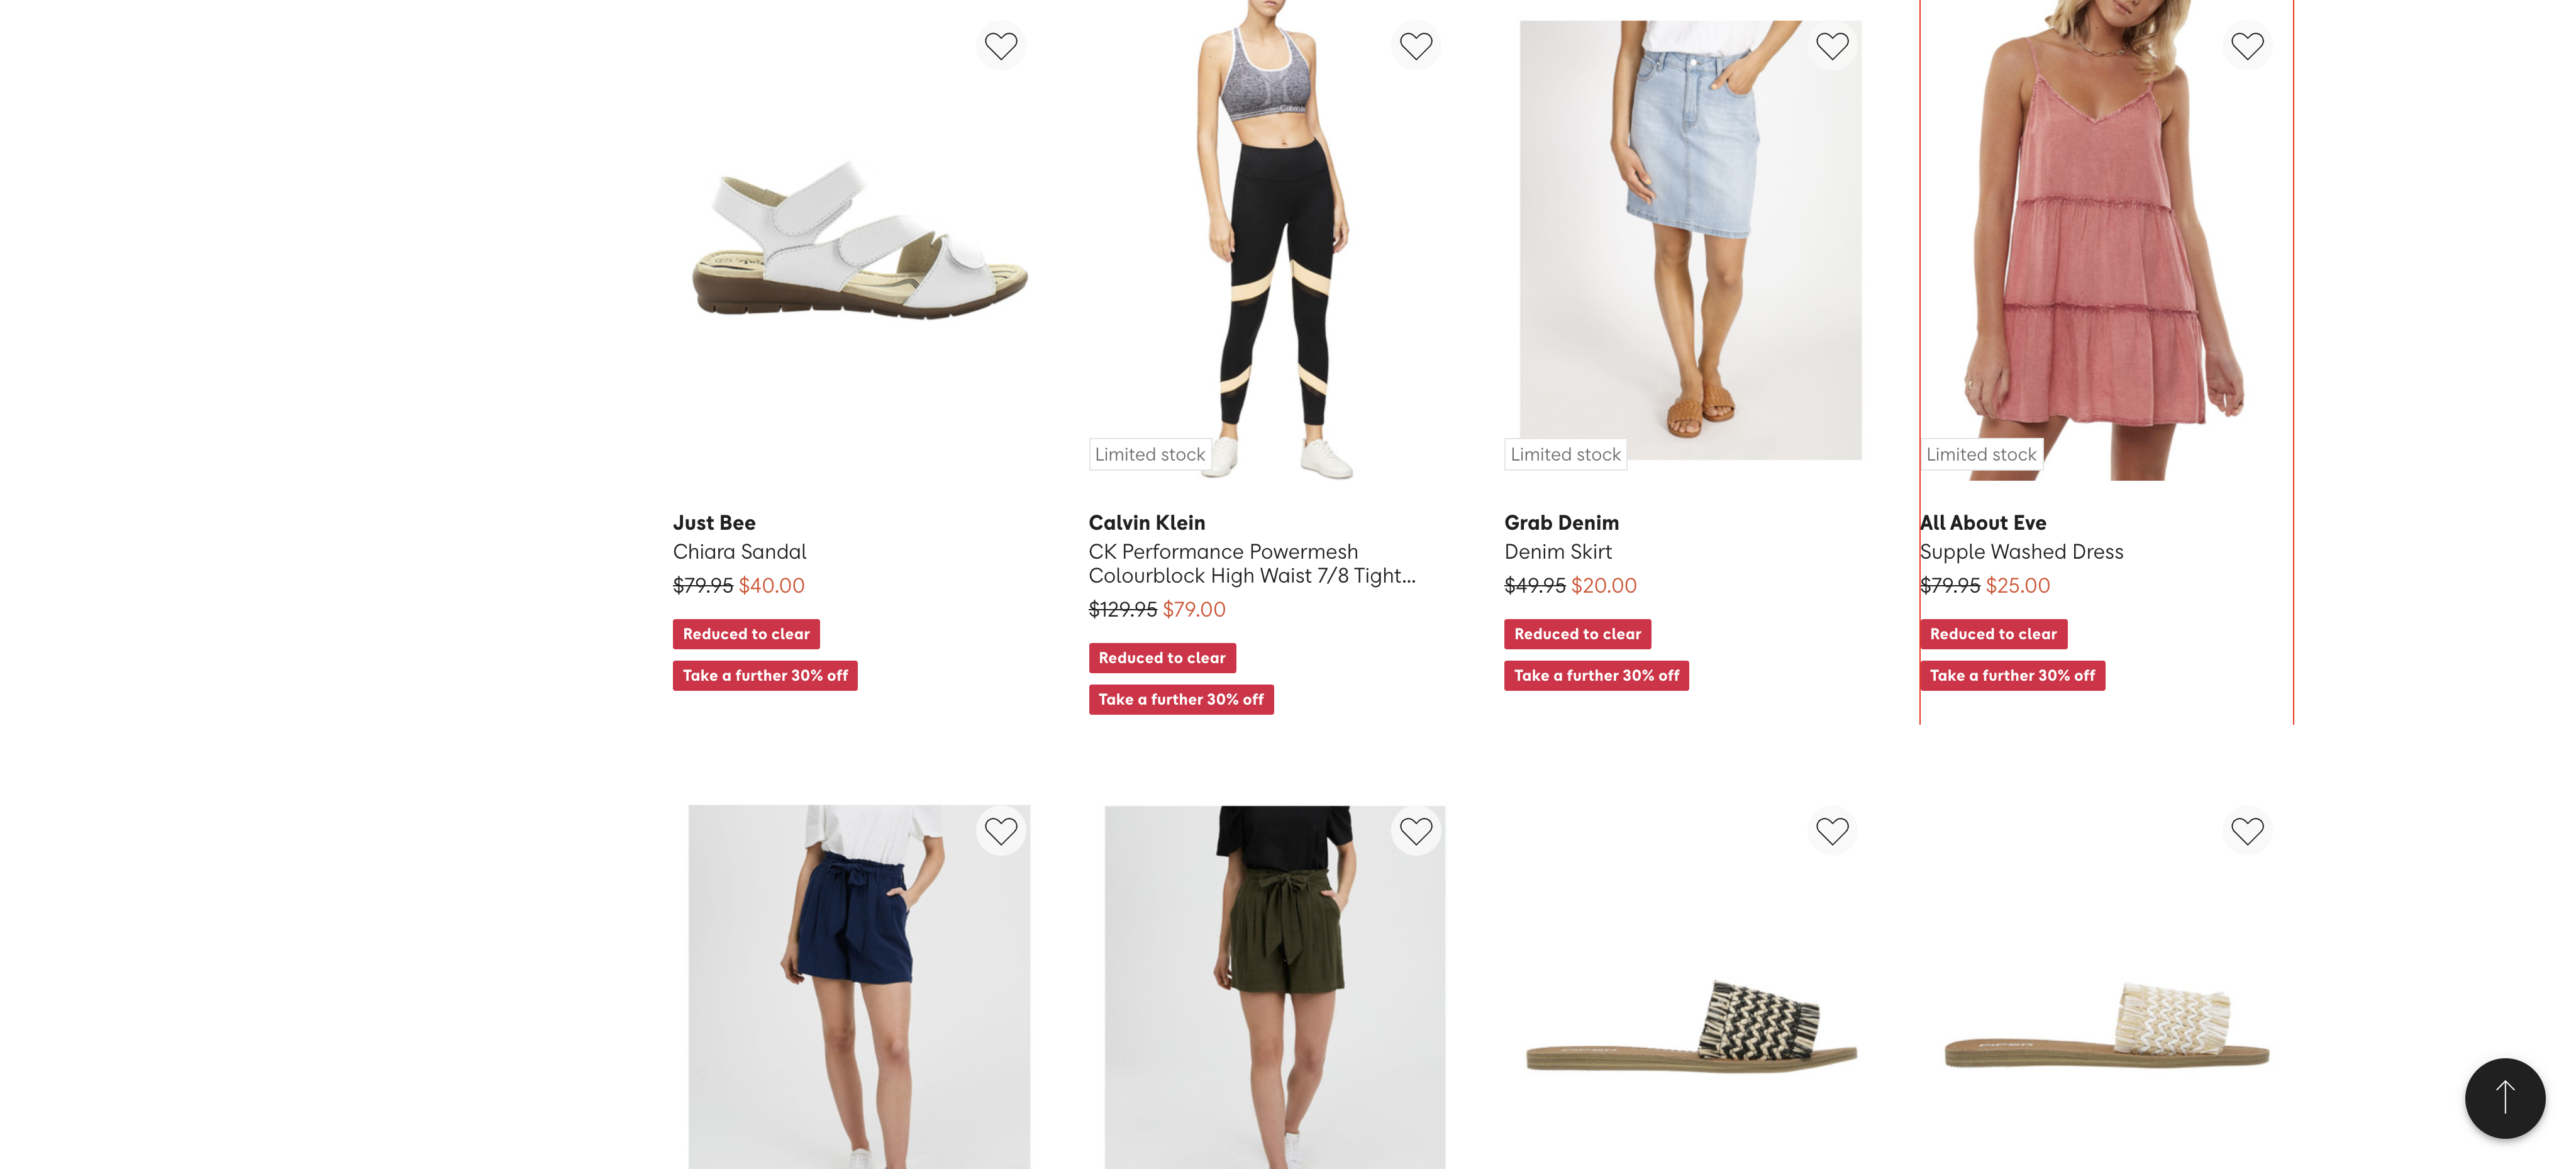 Limited stock
Limited stock
Limited stock
Just Bee
Chiara Sandal
$79.95 $40.00
Reduced to clear
Take a further 30% off
Calvin Klein
CK Performance Powermesh
Colourblock High Waist 7/8 Tight...
$129.95 $79.00
Reduced to clear
Take a further 30% off
Grab Denim
Denim Skirt
$49.95 $20.00
Reduced to clear
Take a further 30% off
All About Eve
Supple Washed Dress
$79.95 $25.00
Reduced to clear
Take a further 30% off